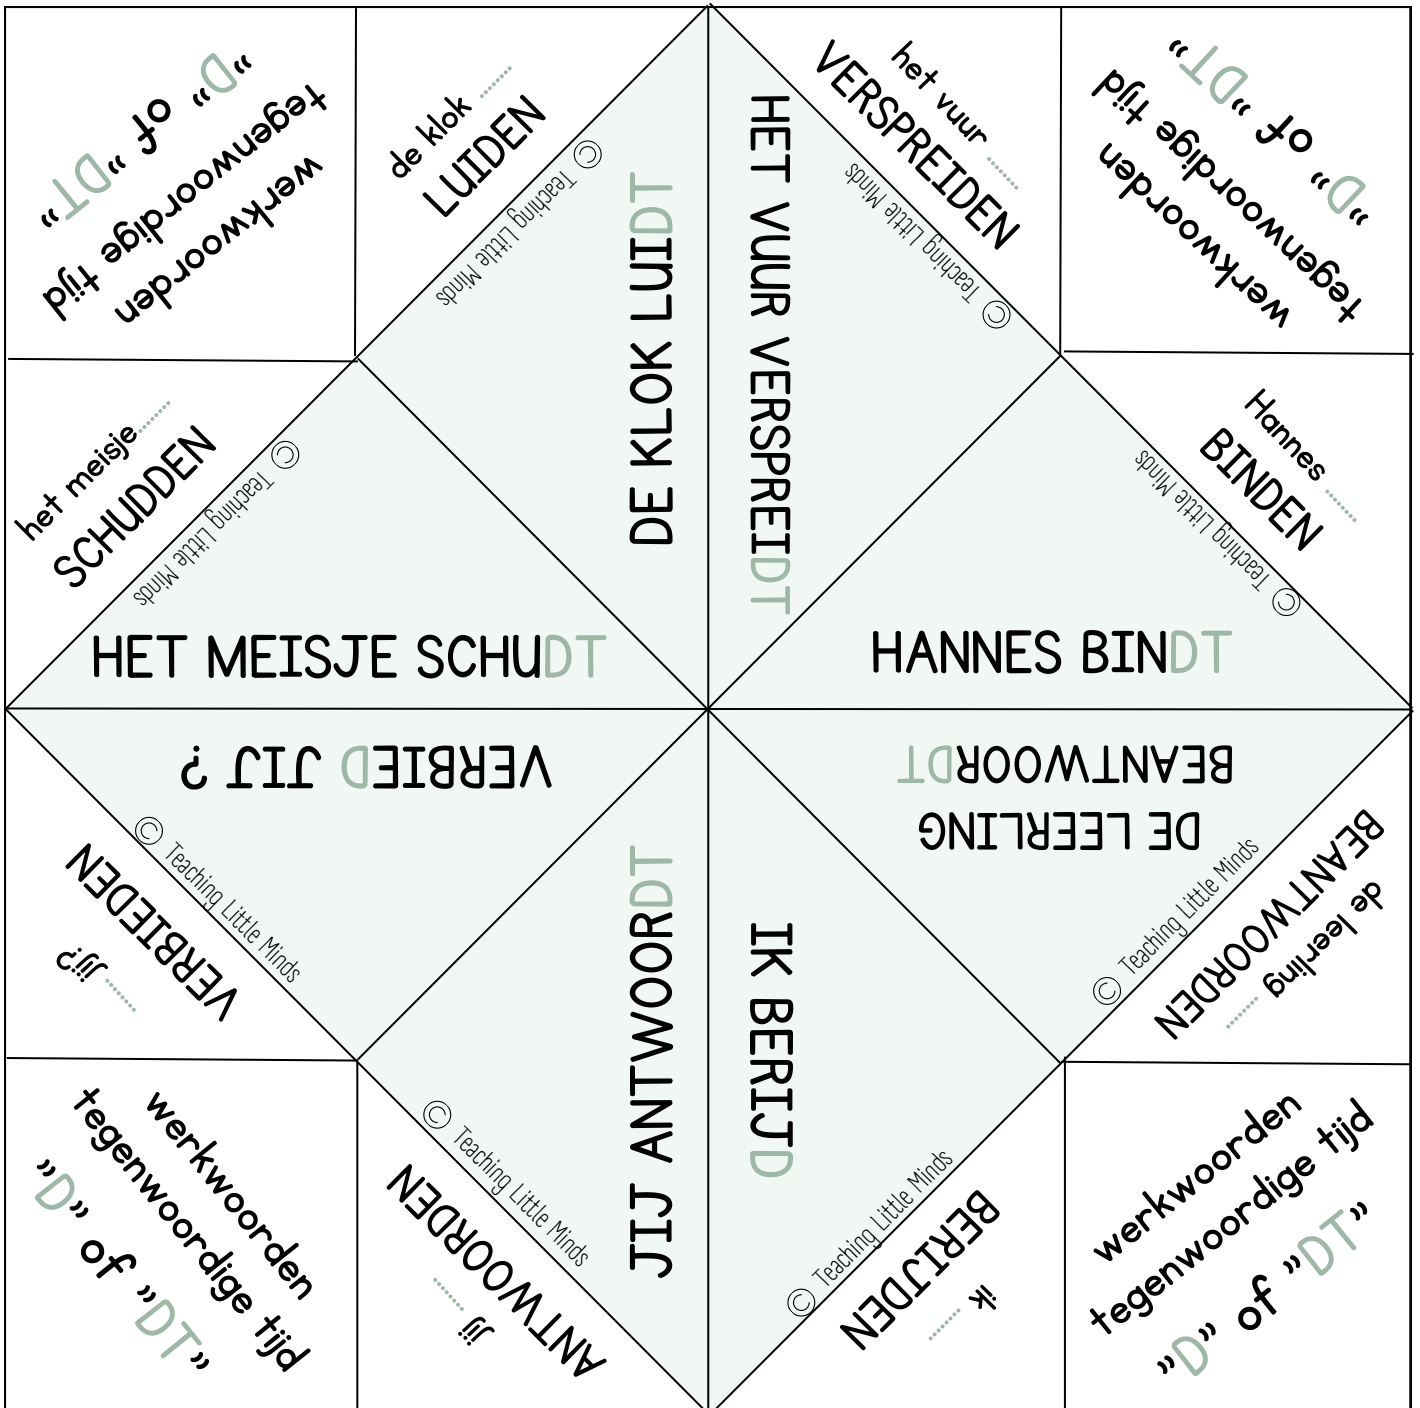 "D" of "DT"
tegenwoordige tijd
werkwoorden
de klok ........
LUIDEN
© Teaching Little Minds
DE KLOK LUIDT
het vuur ........
VERSPREIDEN
© Teaching Little Minds
HET VUUR VERSPREIDT
"D" of "DT"
tegenwoordige tijd
werkwoorden
het meisje........
SCHUDDEN
© Teaching Little Minds
HET MEISJE SCHUDT
Hannes ........
BINDEN
© Teaching Little Minds
HANNES BINDT
VERBIED JIJ ?
© Teaching Little Minds
VERBIEDEN
........ jij?
DE LEERLING
BEANTWOORDT
© Teaching Little Minds
BEANTWOORDEN
de leerling ........
werkwoorden
tegenwoordige tijd
"D" of "DT"
JIJ ANTWOORDT
© Teaching Little Minds
ANTWOORDEN
jij ........
IK BERIJD
© Teaching Little Minds
BERIJDEN
ik ........
werkwoorden
tegenwoordige tijd
"D" of "DT"